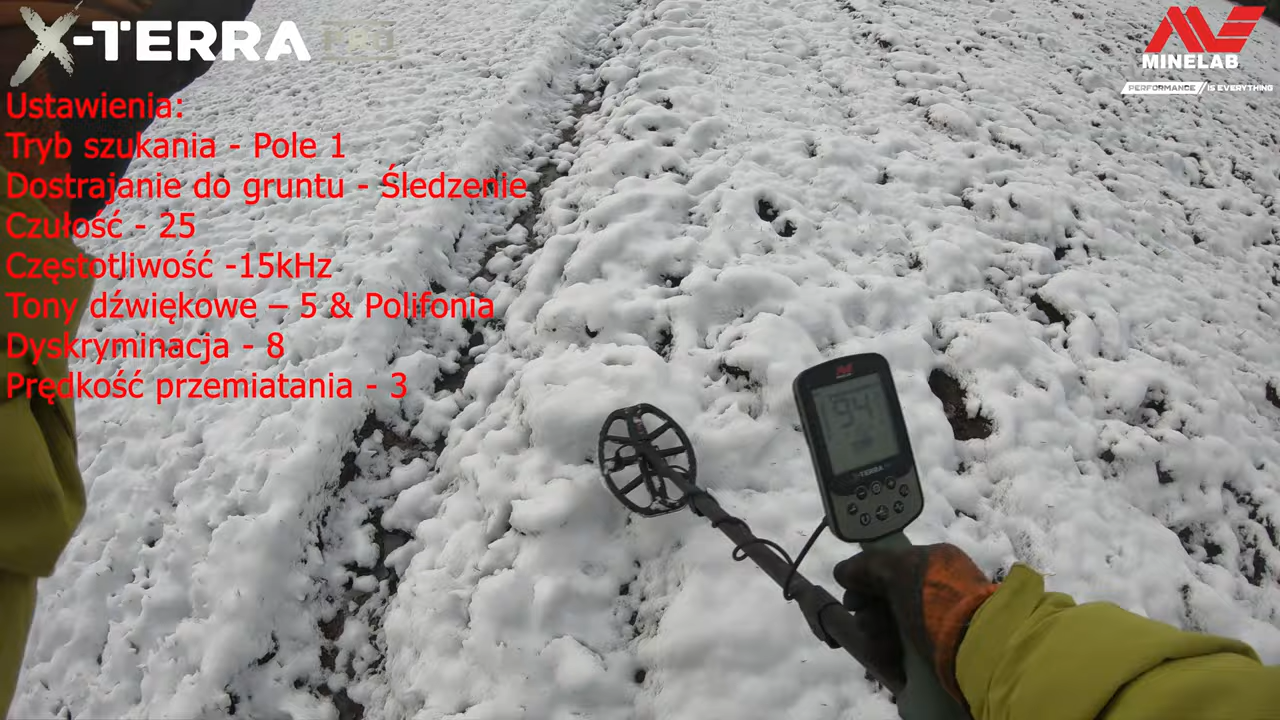 X-TERRA PRO
MINELAB
PERFORMANCE IS EVERYTHING
Ustawienia:
Tryb szukania - Pole 1
Dostrajanie do gruntu - Śledzenie
Czułość - 25
Częstotliwość -15kHz
Tony dźwiękowe – 5 & Polifonia
Dyskryminacja - 8
Prędkość przemiatania - 3
94
X-TERRA